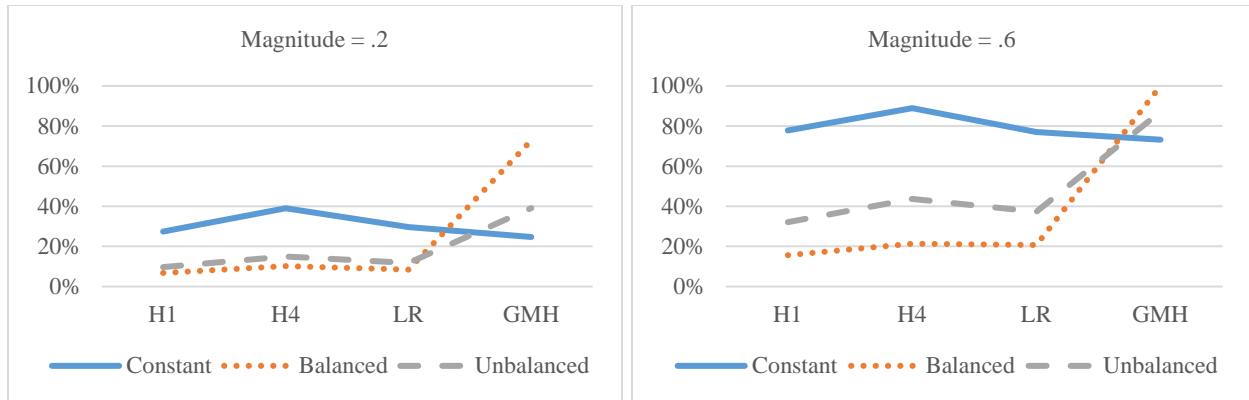 Magnitude = .2
100%
80%
60%
40%
20%
0%
H1 H4 LR GMH
Constant Balanced Unbalanced
Magnitude = .6
100%
80%
60%
40%
20%
0%
H1 H4 LR GMH
Constant Balanced Unbalanced